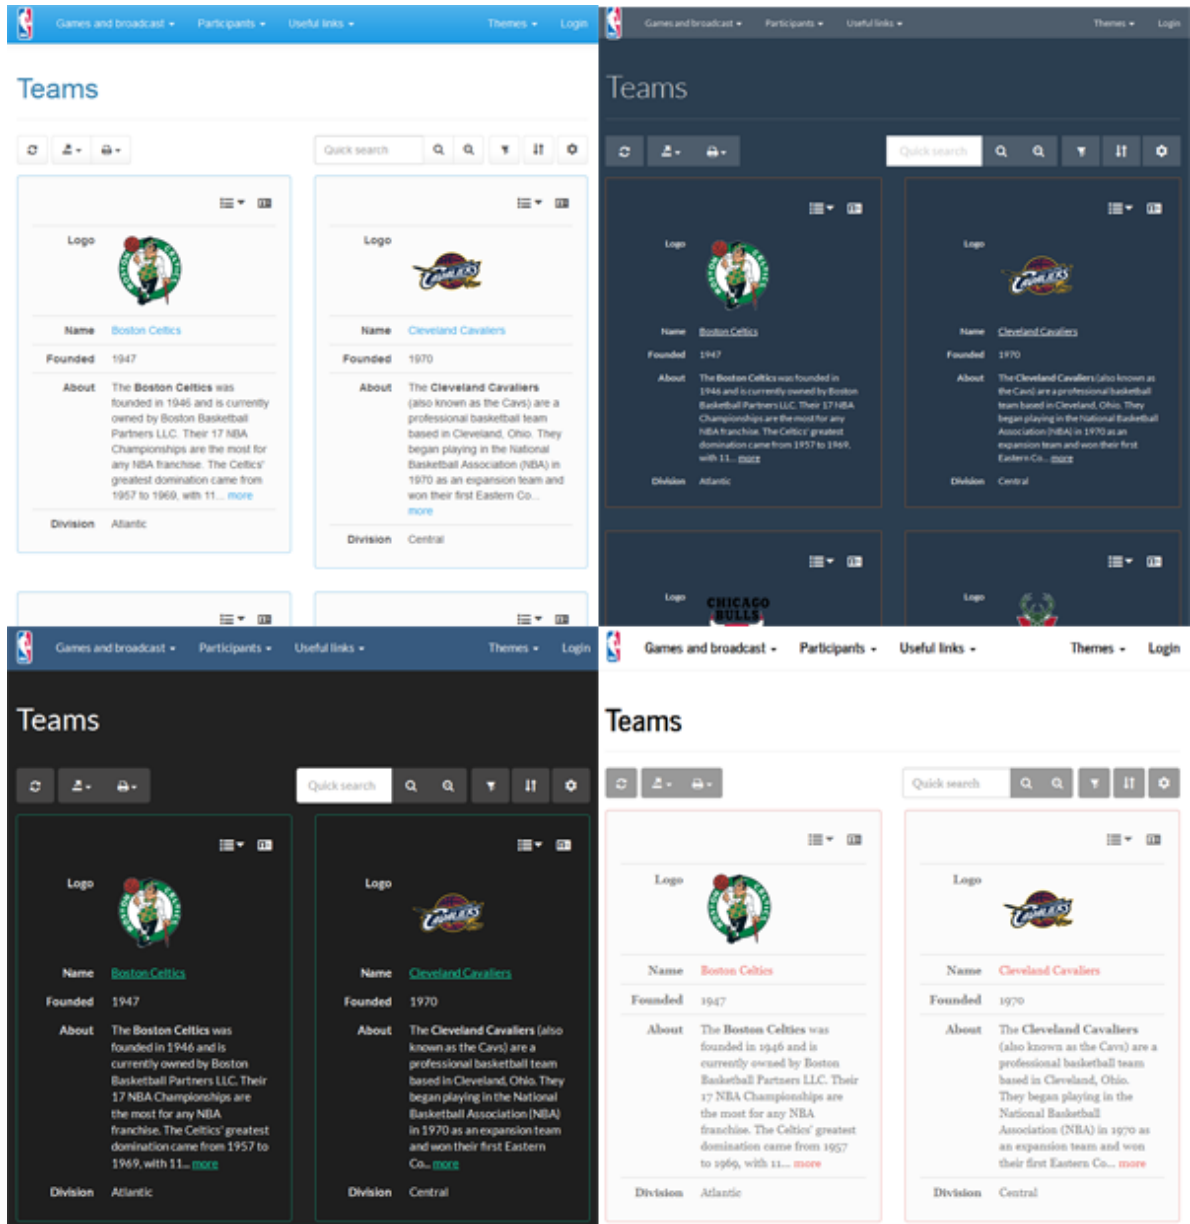 Games and broadcast Participants Useful links Themes Login
Teams
Quick search
Logo
BOSTON CELTICS
Name Boston Celtics
Founded 1947
About The Boston Celtics was
founded in 1946 and is currently
owned by Boston Basketball
Partners LLC. Their 17 NBA
Championships are the most for
any NBA franchise. The Celtics'
greatest domination came from
1957 to 1969, with 11... more
Division Atlantic
Logo
CAVALIERS
Name Cleveland Cavaliers
Founded 1970
About The Cleveland Cavaliers
(also known as the Cavs) are a
professional basketball team
based in Cleveland, Ohio. They
began playing in the National
Basketball Association (NBA) in
1970 as an expansion team and
won their first Eastern Co...
more
Division Central
Games and broadcast Participants Useful links Themes Login
Teams
Quick search
Logo
BOSTON CELTICS
Name Boston Celtics
Founded 1947
About The Boston Celtics was founded in
1946 and is currently owned by Boston
Basketball Partners LLC. Their 17 NBA
Championships are the most for any
NBA franchise. The Celtics' greatest
domination came from 1957 to 1969,
with 11... more
Division Atlantic
Logo
CAVALIERS
Name Cleveland Cavaliers
Founded 1970
About The Cleveland Cavaliers (also known as
the Cavs) are a professional basketball
team based in Cleveland, Ohio. They
began playing in the National Basketball
Association (NBA) in 1970 as an
expansion team and won their first
Eastern Co... more
Division Central
Logo
CHICAGO
BULLS
Logo
Games and broadcast Participants Useful links Themes Login
Teams
Quick search
Logo
BOSTON CELTICS
Name Boston Celtics
Founded 1947
About The Boston Celtics was
founded in 1946 and is
currently owned by Boston
Basketball Partners LLC. Their
17 NBA Championships are
the most for any NBA
franchise. The Celtics' greatest
domination came from 1957 to
1969, with 11... more
Division Atlantic
Logo
CAVALIERS
Name Cleveland Cavaliers
Founded 1970
About The Cleveland Cavaliers (also
known as the Cavs) are a
professional basketball team
based in Cleveland, Ohio. They
began playing in the National
Basketball Association (NBA)
in 1970 as an expansion team
and won their first Eastern
Co... more
Division Central
Games and broadcast Participants Useful links Themes Login
Teams
Quick search
Logo
BOSTON CELTICS
Name Boston Celtics
Founded 1947
About The Boston Celtics was
founded in 1946 and is
currently owned by Boston
Basketball Partners LLC. Their
17 NBA Championships are
the most for any NBA
franchise. The Celtics' greatest
domination came from 1957
to 1969, with 11... more
Division Atlantic
Logo
CAVALIERS
Name Cleveland Cavaliers
Founded 1970
About The Cleveland Cavaliers
(also known as the Cavs) are a
professional basketball team
based in Cleveland, Ohio.
They began playing in the
National Basketball
Association (NBA) in 1970 as
an expansion team and won
their first Eastern Co... more
Division Central